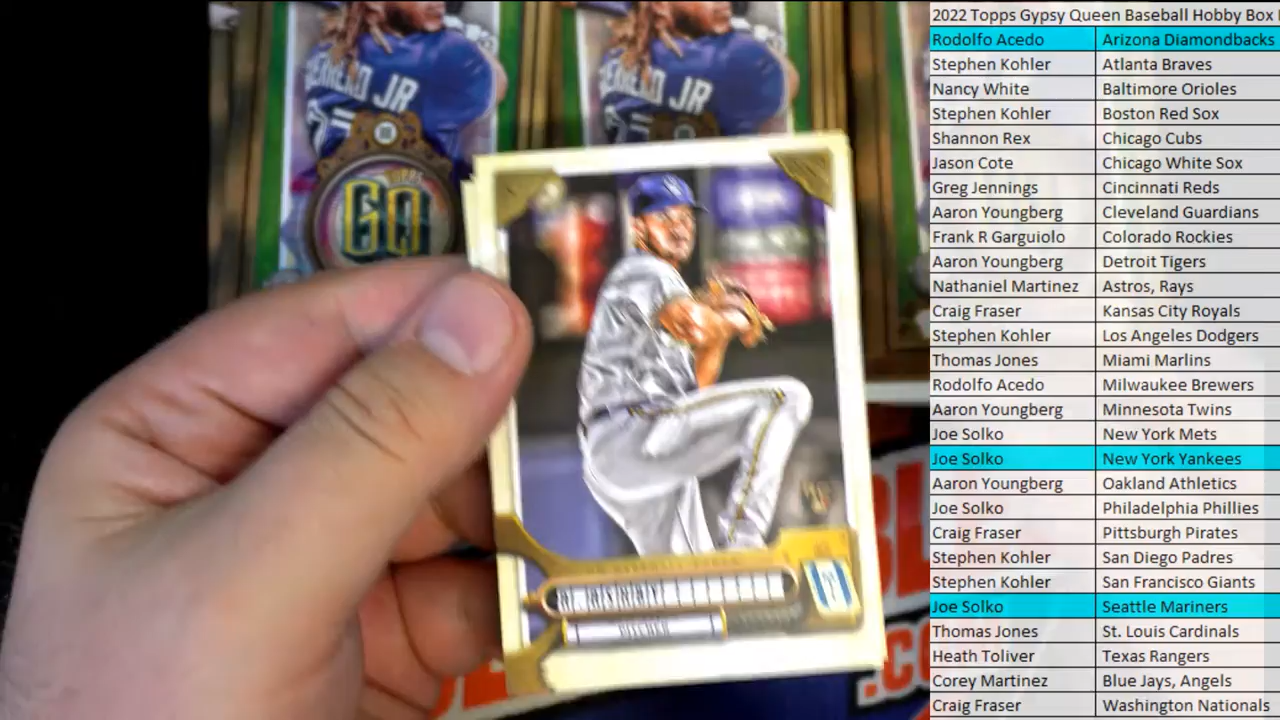 2022 Topps Gypsy Queen Baseball Hobby Box
Rodolfo Acedo Arizona Diamondbacks
Stephen Kohler Atlanta Braves
Nancy White Baltimore Orioles
Stephen Kohler Boston Red Sox
Shannon Rex Chicago Cubs
Jason Cote Chicago White Sox
Greg Jennings Cincinnati Reds
Aaron Youngberg Cleveland Guardians
Frank R Garguiolo Colorado Rockies
Aaron Youngberg Detroit Tigers
Nathaniel Martinez Astros, Rays
Craig Fraser Kansas City Royals
Stephen Kohler Los Angeles Dodgers
Thomas Jones Miami Marlins
Rodolfo Acedo Milwaukee Brewers
Aaron Youngberg Minnesota Twins
Joe Solko New York Mets
Joe Solko New York Yankees
Aaron Youngberg Oakland Athletics
Joe Solko Philadelphia Phillies
Craig Fraser Pittsburgh Pirates
Stephen Kohler San Diego Padres
Stephen Kohler San Francisco Giants
Joe Solko Seattle Mariners
Thomas Jones St. Louis Cardinals
Heath Toliver Texas Rangers
Corey Martinez Blue Jays, Angels
Craig Fraser Washington Nationals
JR
JR
GQ
PITCHER